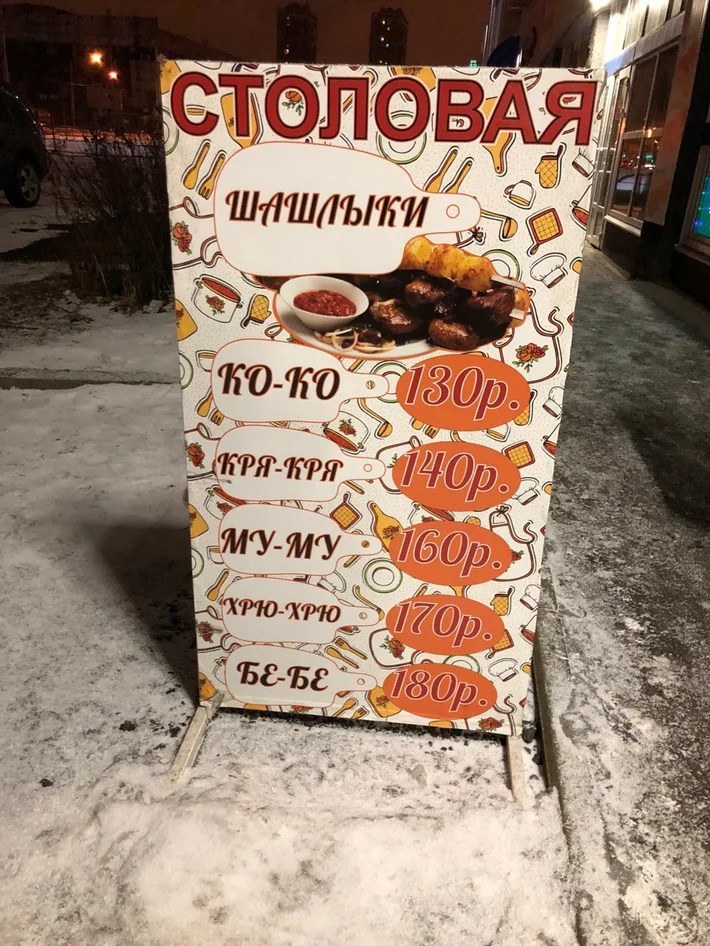 СТОЛОВАЯ
ШАШЛЫКИ
КО-КО 130р.
КРЯ-КРЯ 140р.
МУ-МУ 160р.
ХРЮ-ХРЮ 170р.
БЕ-БЕ 180р.